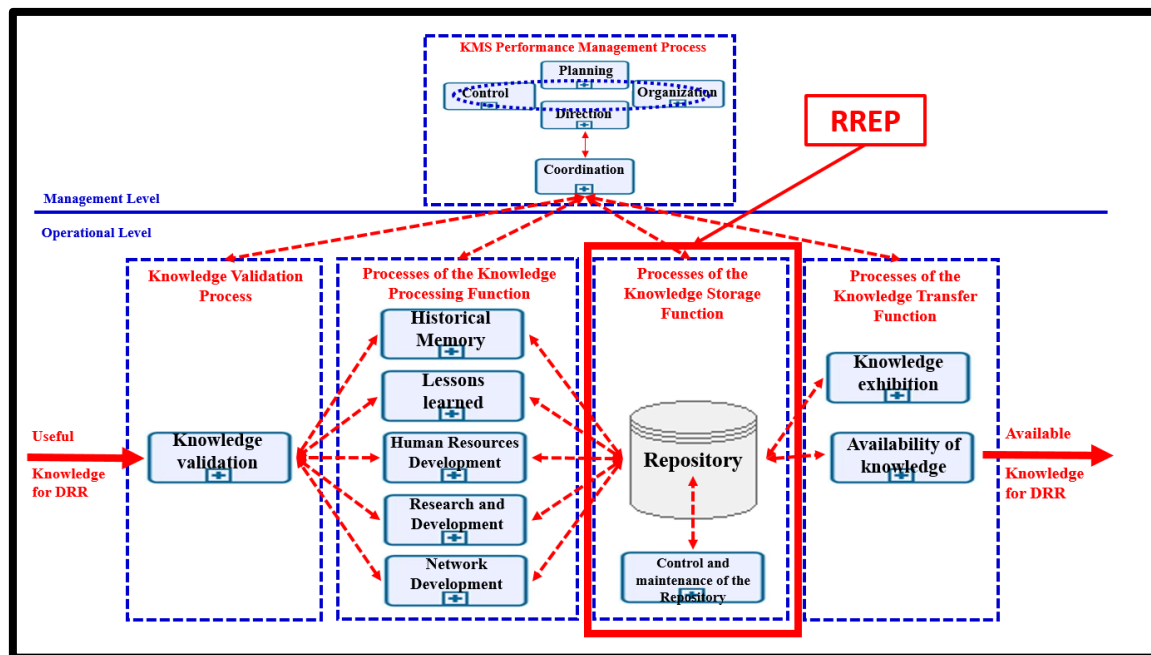 KMS Performance Management Process
Planning
Control
Organization
Direction
Coordination
RREP
Management Level
Operational Level
Knowledge Validation
Process
Processes of the Knowledge
Processing Function
Processes of the
Knowledge Storage
Function
Processes of the
Knowledge Transfer
Function
Historical
Memory
Lessons
learned
Human Resources
Development
Research and
Development
Network
Development
Useful
Knowledge
for DRR
Knowledge
validation
Repository
Control and
maintenance of the
Repository
Knowledge
exhibition
Availability of
knowledge
Available
Knowledge
for DRR